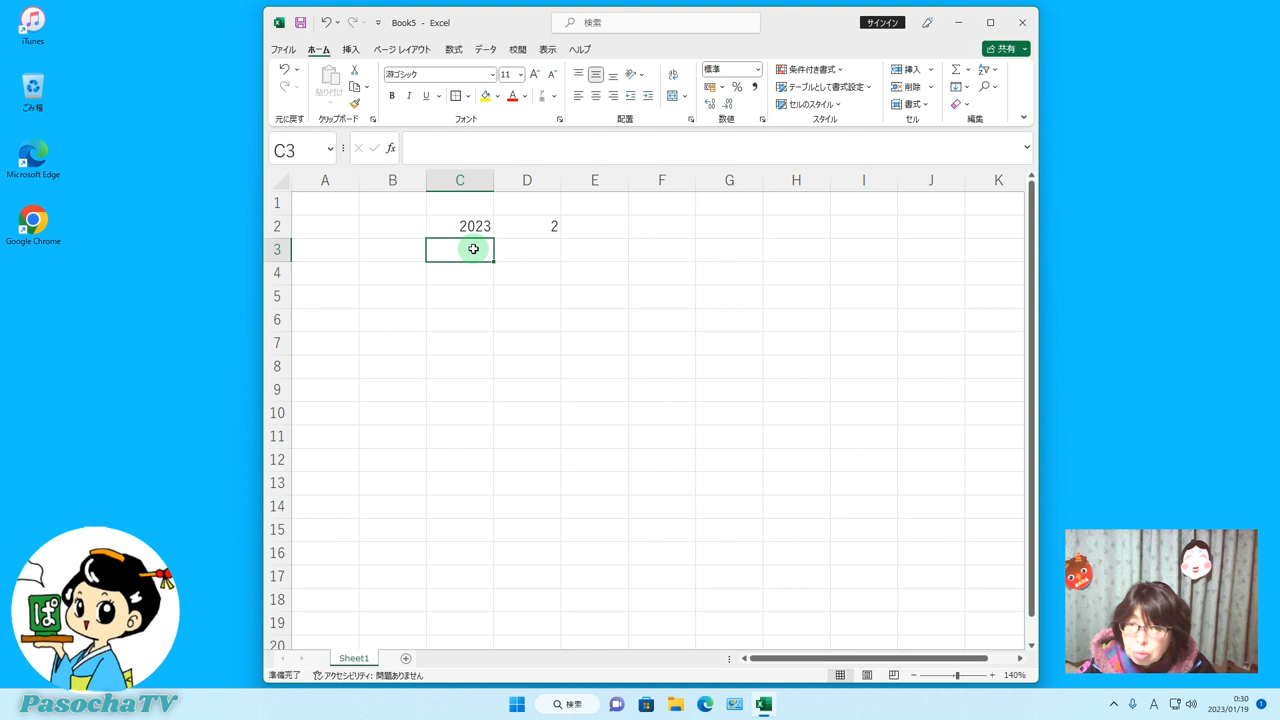 iTunes
ごみ箱
Microsoft Edge
Google Chrome
Book5 - Excel
検索
サインイン
ファイル ホーム 挿入 ページ レイアウト 数式 データ 校閲 表示 ヘルプ
共有
元に戻す
貼り付け
クリップボード
游ゴシック 11
B I U
フォント
配置
標準
数値
条件付き書式
テーブルとして書式設定
セルのスタイル
スタイル
挿入
削除
書式
セル
編集
C3
fx
A B C D E F G H I J K
1
2 2023 2
3
4
5
6
7
8
9
10
11
12
13
14
15
16
17
18
19
20
Sheet1
準備完了
アクセシビリティ: 問題ありません
140%
ぱ
PasochaTV
検索
A
0:30
2023/01/19